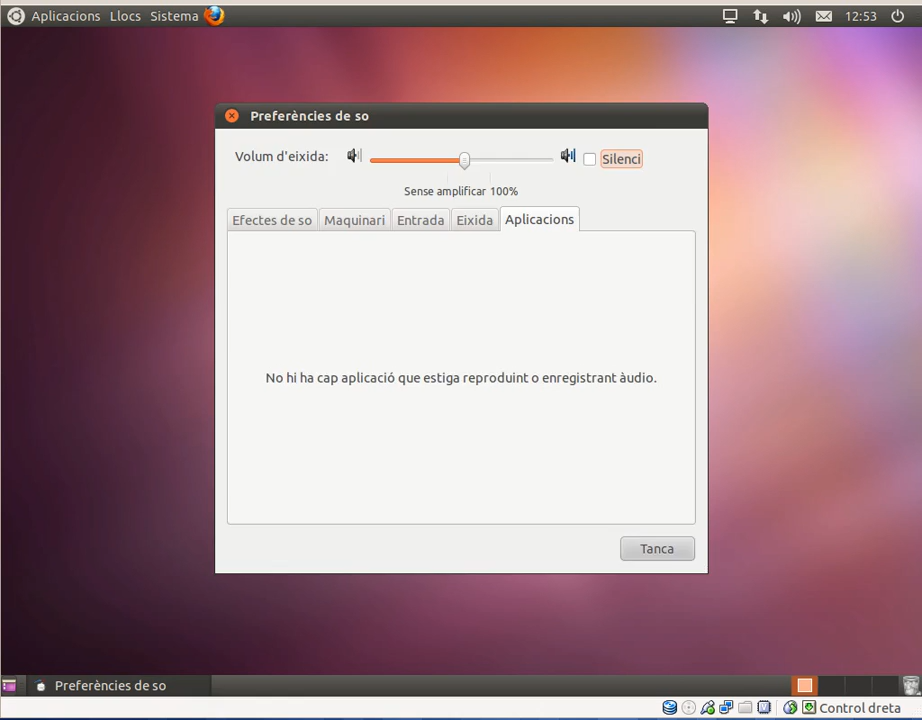 Aplicacions Llocs Sistema 12:53
Preferències de so
Volum d'eixida: Silenci
Sense amplificar 100%
Efectes de so Maquinari Entrada Eixida Aplicacions
No hi ha cap aplicació que estiga reproduint o enregistrant àudio.
Tanca
Preferències de so
Control dreta